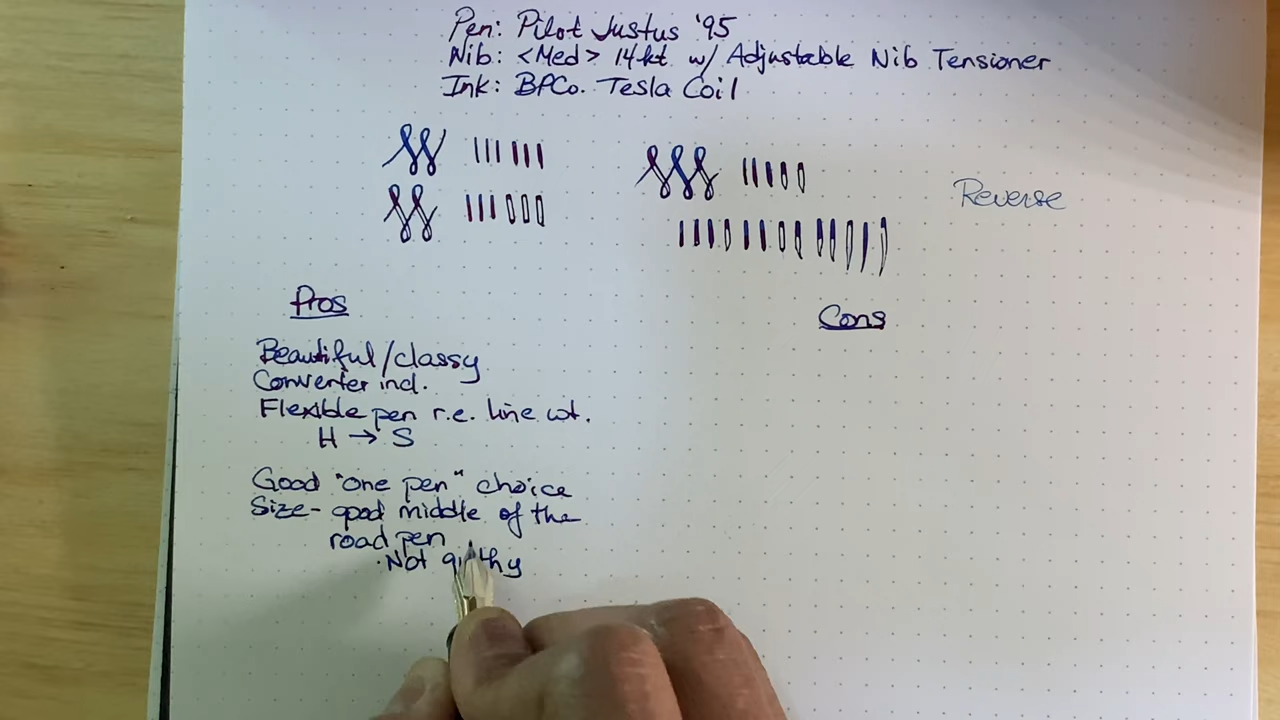 Pen: Pilot Justus '95
Nib: <Med> 14kt w/ Adjustable Nib Tensioner
Ink: BPCo. Tesla Coil
Reverse
Pros
Beautiful/classy
Converter incl.
Flexible pen r.e. line wt.
H → S
Good "one pen" choice
Size- good middle of the
road pen
·Not girthy
Cons